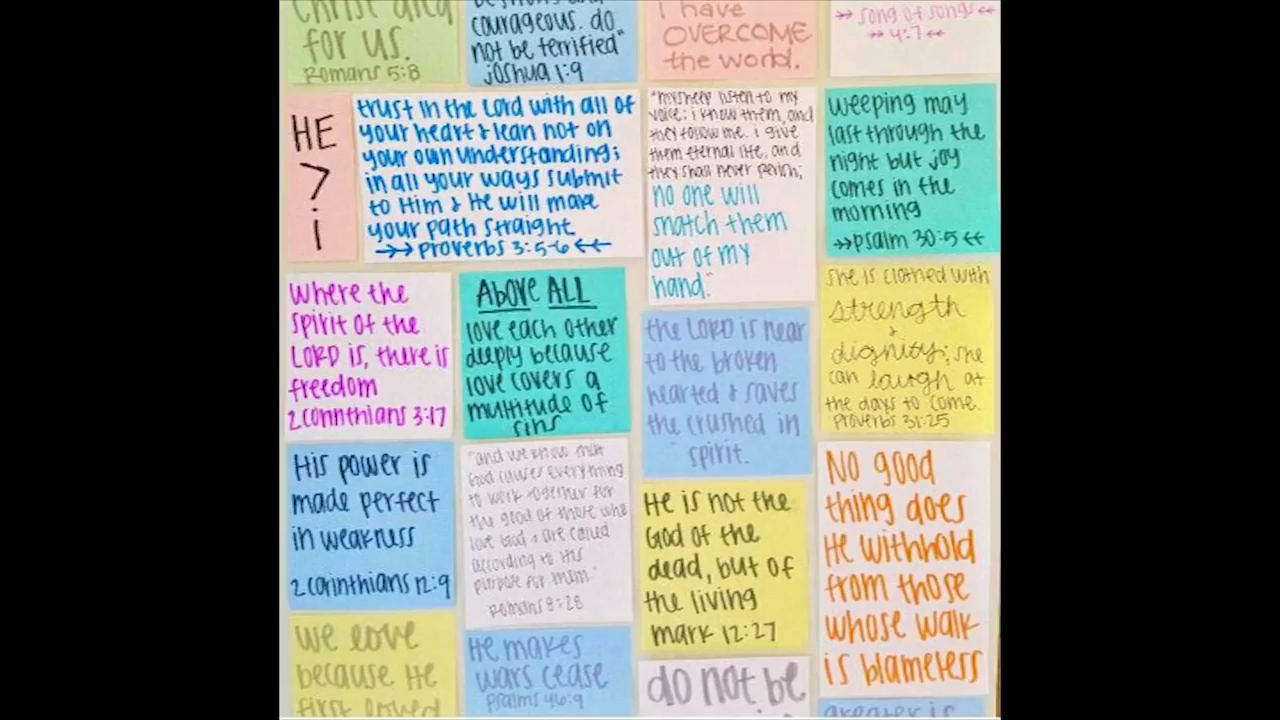 Christ died
for us.
Romans 5:8
be strong and
courageous. do
not be terrified"
Joshua 1:9
I have
OVERCOME
the world.
song of songs
4:7
HE
?
i
trust in the Lord with all of
your heart & lean not on
your own understanding;
in all your ways submit
to Him & He will make
your path straight
proverbs 3:5-6
"my sheep listen to my
voice; i know them, and
they follow me. i give
them eternal life, and
they shall never perish;
no one will
snatch them
out of my
hand."
weeping may
last through the
night but joy
comes in the
morning
psalm 30:5
where the
spirit of the
LORD is, there is
freedom
2 corinthians 3:17
ABOVE ALL
love each other
deeply because
love covers a
multitude of
sins
the LORD is near
to the broken
hearted & saves
the crushed in
spirit.
she is clothed with
strength
&
dignity; she
can laugh at
the days to come.
Proverbs 31:25
His power is
made perfect
in weakness
2 corinthians 12:9
"and we know that
God causes everything
to work together for
the good of those who
love God & are called
according to His
purpose for them."
romans 8:28
He is not the
God of the
dead, but of
the living
mark 12:27
No good
thing does
He withhold
from those
whose walk
is blameless
we love
because He
first loved
He makes
wars cease
psalms 46:9
do not be
greater is